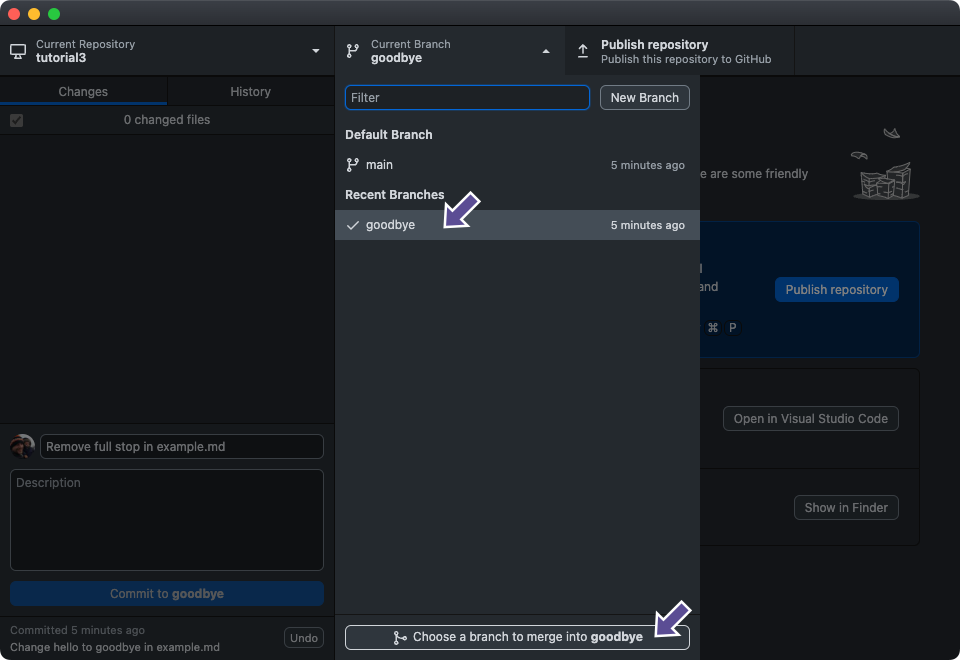 Current Repository
tutorial3
Current Branch
goodbye
Publish repository
Publish this repository to GitHub
Changes
History
0 changed files
Filter
New Branch
Default Branch
main
5 minutes ago
Recent Branches
goodbye
5 minutes ago
e are some friendly
and
Publish repository
⌘ P
Open in Visual Studio Code
Show in Finder
Remove full stop in example.md
Description
Commit to goodbye
Committed 5 minutes ago
Change hello to goodbye in example.md
Undo
Choose a branch to merge into goodbye